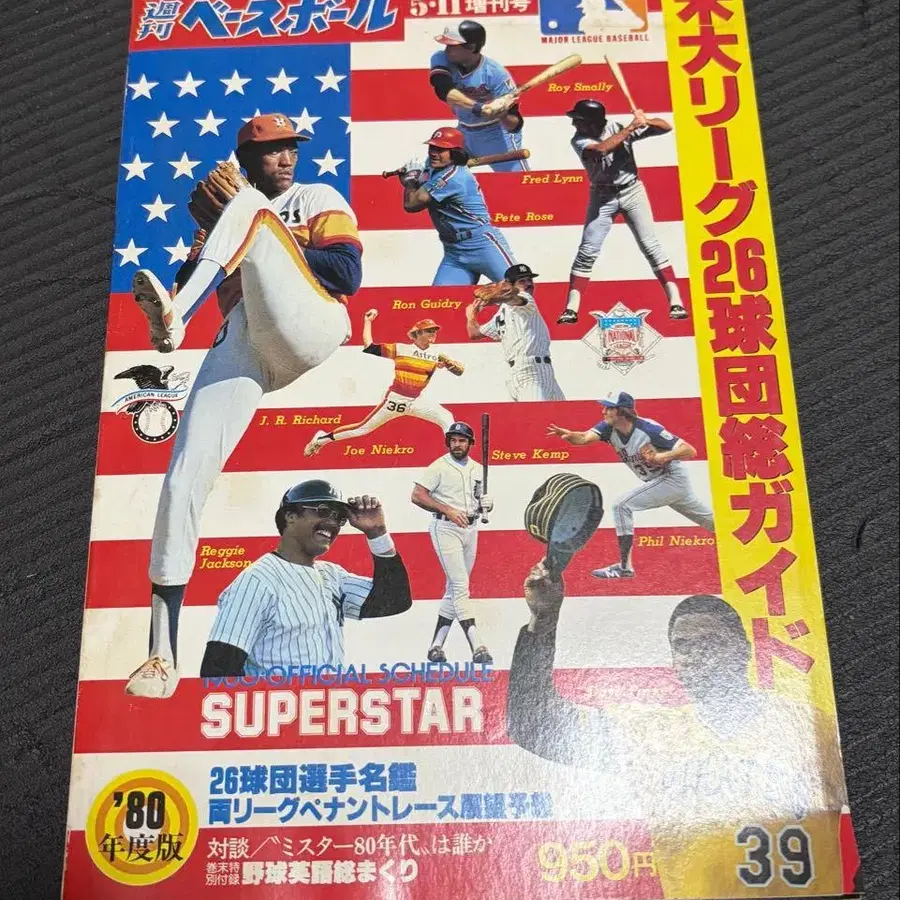 週刊 ベースボール
5・11増刊号
MAJOR LEAGUE BASEBALL
米大リーグ26球団総ガイド
Roy Smally
Fred Lynn
Pete Rose
Ron Guidry
NATIONAL LEAGUE
AMERICAN LEAGUE
Astros
36
J. R. Richard
Joe Niekro
Steve Kemp
Phil Niekro
Reggie
Jackson
1980・OFFICIAL SCHEDULE
SUPERSTAR
'80
年度版
26球団選手名鑑
両リーグペナントレース展望
対談／〝ミスター80年代〟は誰か
巻末特別付録 野球英語総まくり
950円
39